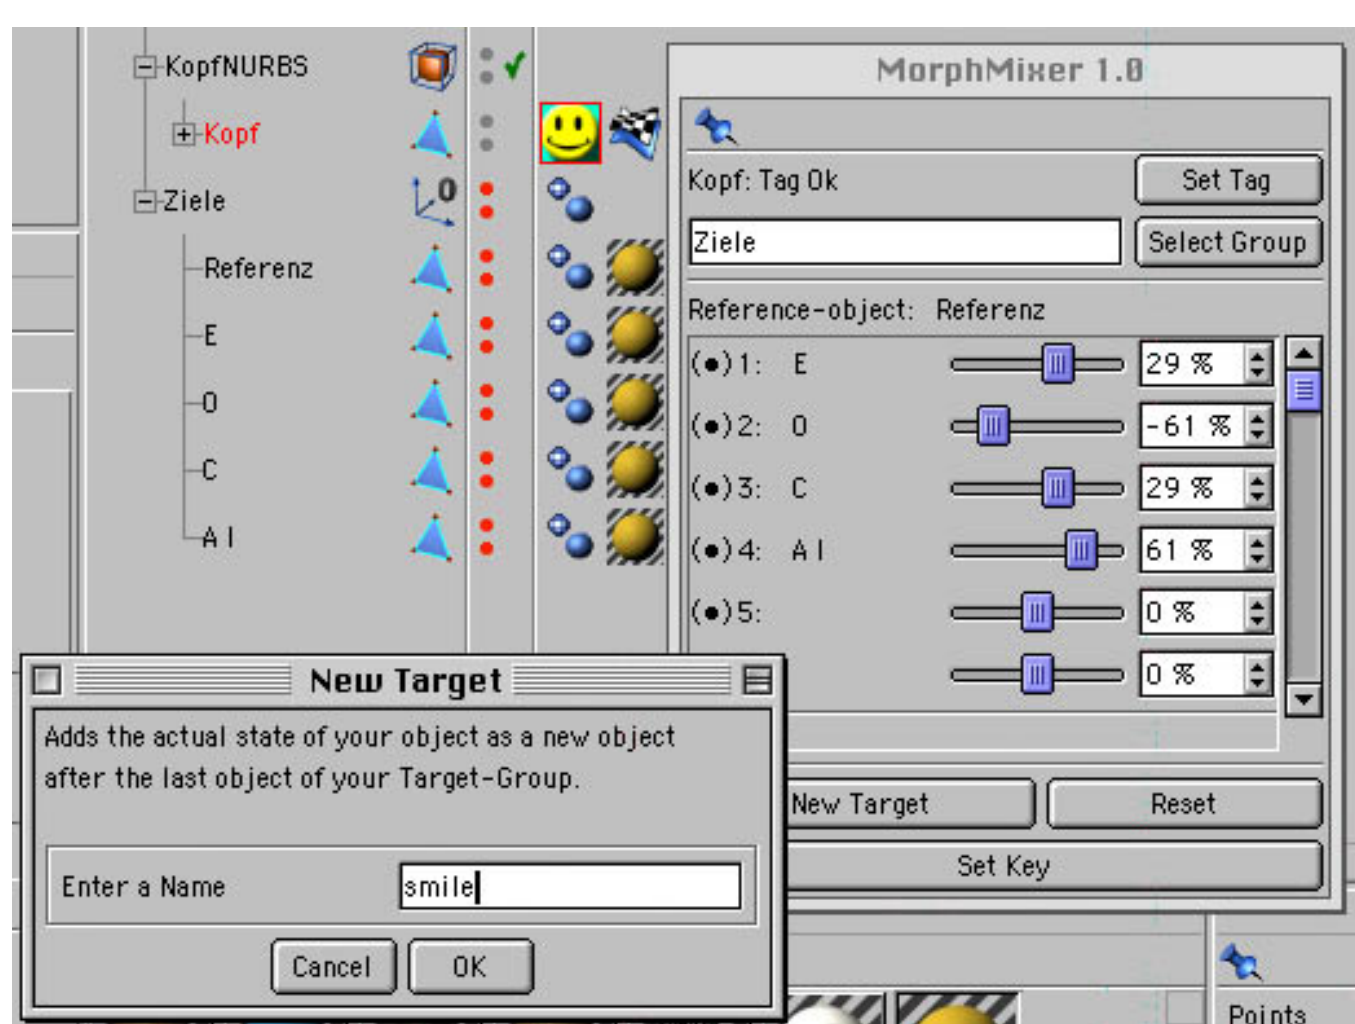 KopfNURBS
Kopf
Ziele
Referenz
E
O
C
A I
MorphMixer 1.0
Kopf: Tag Ok
Set Tag
Ziele
Select Group
Reference-object: Referenz
(•)1: E 29 %
(•)2: O -61 %
(•)3: C 29 %
(•)4: A I 61 %
(•)5: 0 %
0 %
New Target
Reset
Set Key
New Target
Adds the actual state of your object as a new object
after the last object of your Target-Group.
Enter a Name
smile
Cancel
OK
Points